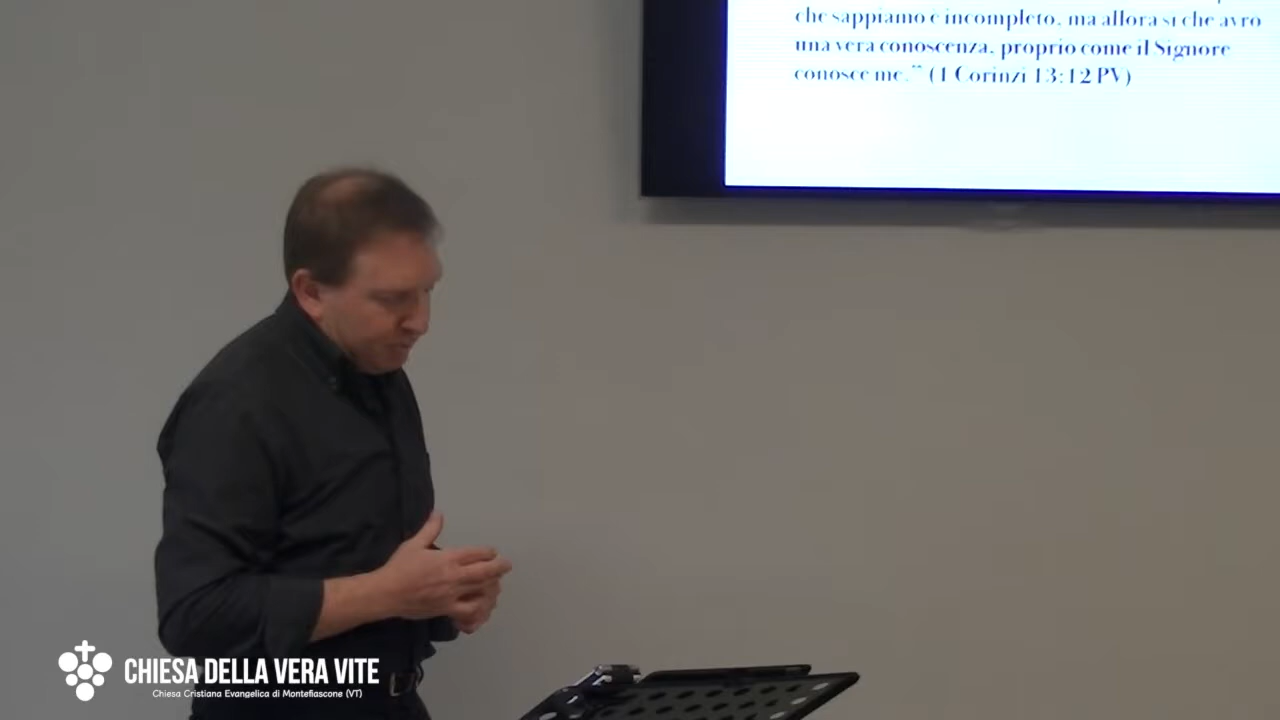 che sappiamo è incompleto, ma allora sì che avrò
una vera conoscenza, proprio come il Signore
conosce me." (1 Corinzi 13:12 PV)
CHIESA DELLA VERA VITE
Chiesa Cristiana Evangelica di Montefiascone (VT)